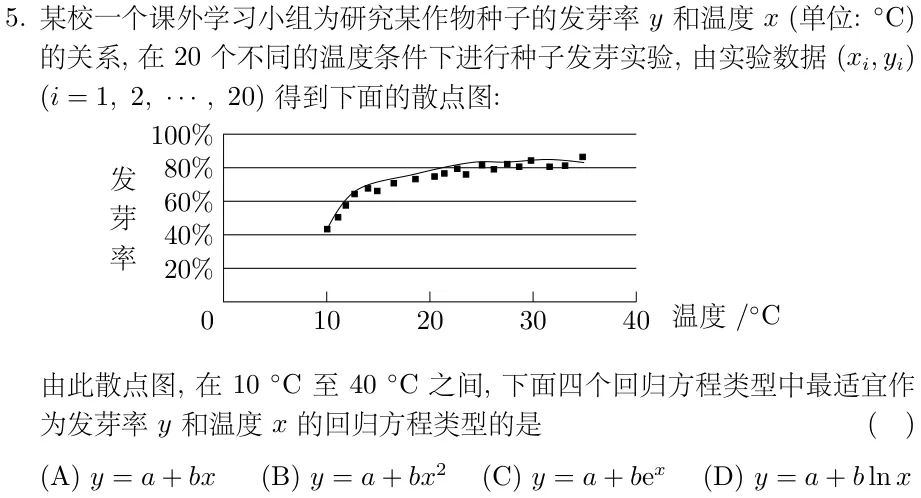 5. 某校一个课外学习小组为研究某作物种子的发芽率 y 和温度 x (单位: °C)
的关系, 在 20 个不同的温度条件下进行种子发芽实验, 由实验数据 (xᵢ, yᵢ)
(i = 1, 2, ⋯ , 20) 得到下面的散点图:
100%
80%
60%
40%
20%
发
芽
率
0 10 20 30 40 温度 /°C
由此散点图, 在 10 °C 至 40 °C 之间, 下面四个回归方程类型中最适宜作
为发芽率 y 和温度 x 的回归方程类型的是 ( )
(A) y = a + bx (B) y = a + bx² (C) y = a + beˣ (D) y = a + b ln x